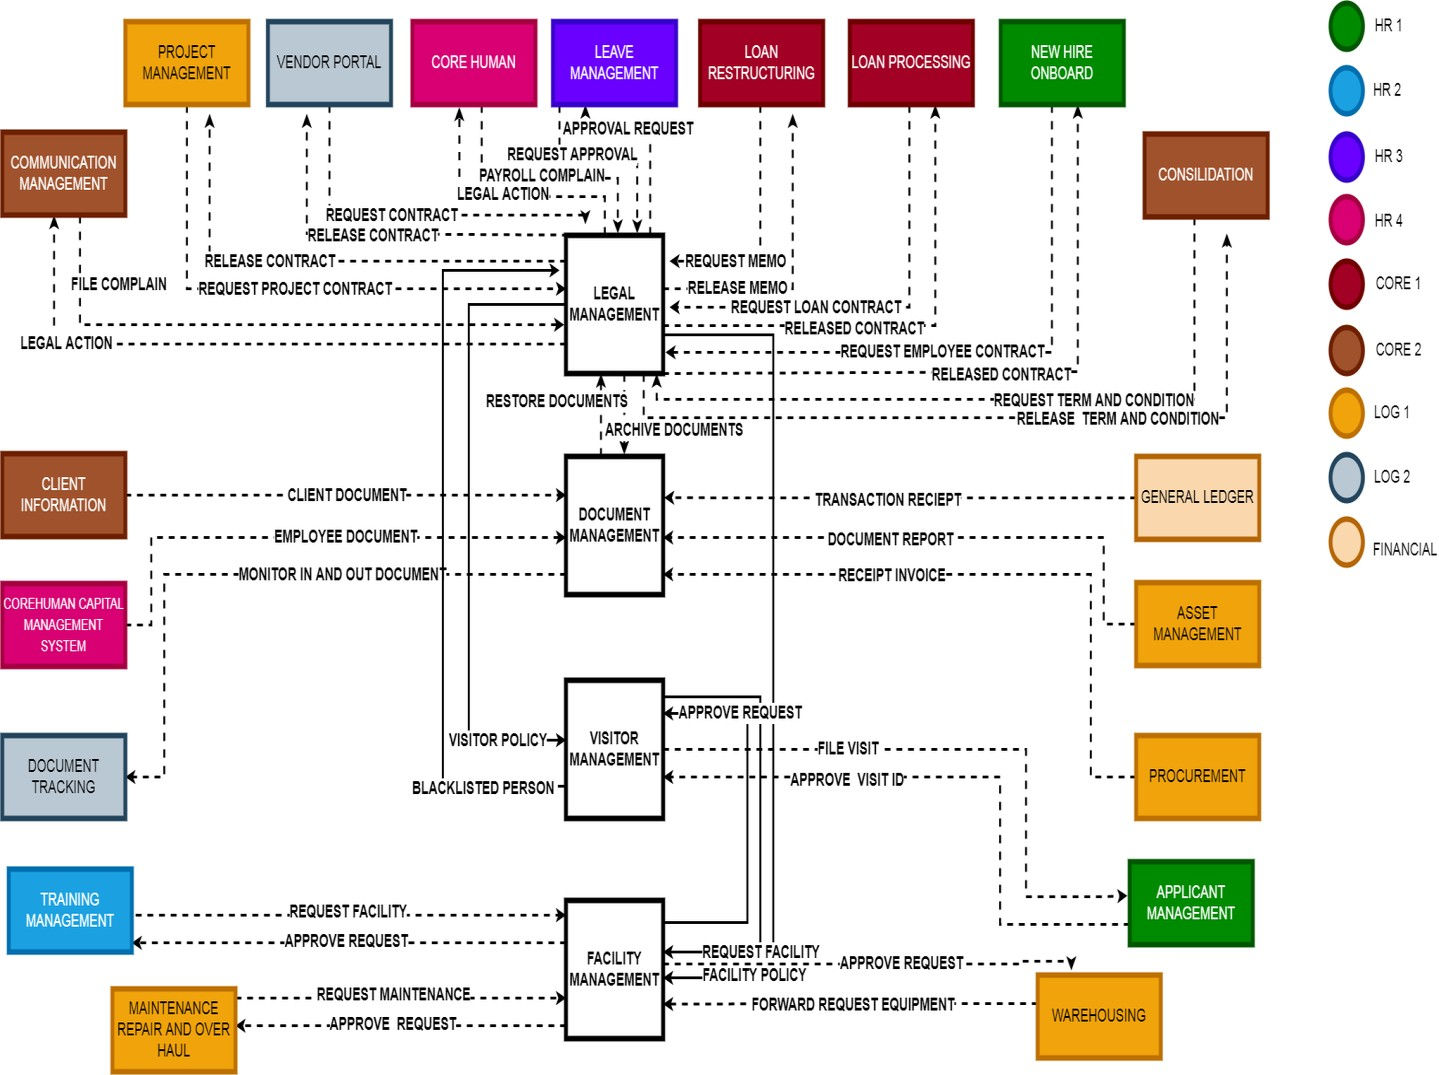 PROJECT
MANAGEMENT
VENDOR PORTAL
CORE HUMAN
LEAVE
MANAGEMENT
LOAN
RESTRUCTURING
LOAN PROCESSING
NEW HIRE
ONBOARD
HR 1
HR 2
HR 3
HR 4
CORE 1
CORE 2
LOG 1
LOG 2
FINANCIAL
COMMUNICATION
MANAGEMENT
CONSILIDATION
APPROVAL REQUEST
REQUEST APPROVAL
PAYROLL COMPLAIN
LEGAL ACTION
REQUEST CONTRACT
RELEASE CONTRACT
RELEASE CONTRACT
REQUEST PROJECT CONTRACT
FILE COMPLAIN
LEGAL ACTION
LEGAL
MANAGEMENT
REQUEST MEMO
RELEASE MEMO
REQUEST LOAN CONTRACT
RELEASED CONTRACT
REQUEST EMPLOYEE CONTRACT
RELEASED CONTRACT
REQUEST TERM AND CONDITION
RELEASE  TERM AND CONDITION
RESTORE DOCUMENTS
ARCHIVE DOCUMENTS
CLIENT
INFORMATION
CLIENT DOCUMENT
EMPLOYEE DOCUMENT
MONITOR IN AND OUT DOCUMENT
DOCUMENT
MANAGEMENT
TRANSACTION RECIEPT
DOCUMENT REPORT
RECEIPT INVOICE
GENERAL LEDGER
COREHUMAN CAPITAL
MANAGEMENT
SYSTEM
ASSET
MANAGEMENT
DOCUMENT
TRACKING
VISITOR POLICY
BLACKLISTED PERSON
VISITOR
MANAGEMENT
APPROVE REQUEST
FILE VISIT
APPROVE  VISIT ID
PROCUREMENT
TRAINING
MANAGEMENT
REQUEST FACILITY
APPROVE REQUEST
APPLICANT
MANAGEMENT
FACILITY
MANAGEMENT
REQUEST FACILITY
APPROVE REQUEST
FACILITY POLICY
FORWARD REQUEST EQUIPMENT
MAINTENANCE
REPAIR AND OVER
HAUL
REQUEST MAINTENANCE
APPROVE  REQUEST
WAREHOUSING